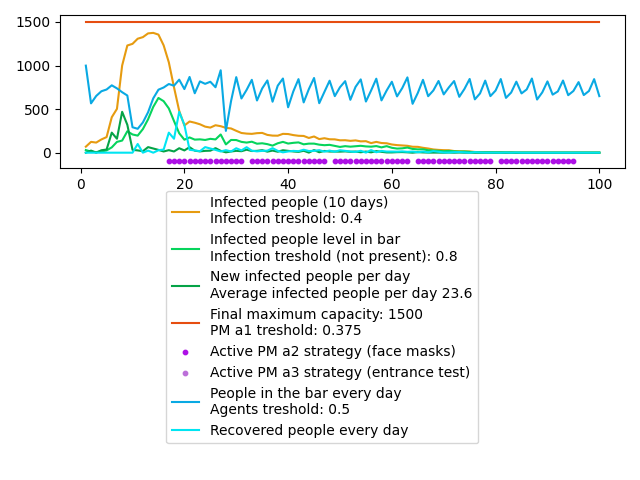 1500
1000
500
0
0 20 40 60 80 100
Infected people (10 days)
Infection treshold: 0.4
Infected people level in bar
Infection treshold (not present): 0.8
New infected people per day
Average infected people per day 23.6
Final maximum capacity: 1500
PM a1 treshold: 0.375
Active PM a2 strategy (face masks)
Active PM a3 strategy (entrance test)
People in the bar every day
Agents treshold: 0.5
Recovered people every day